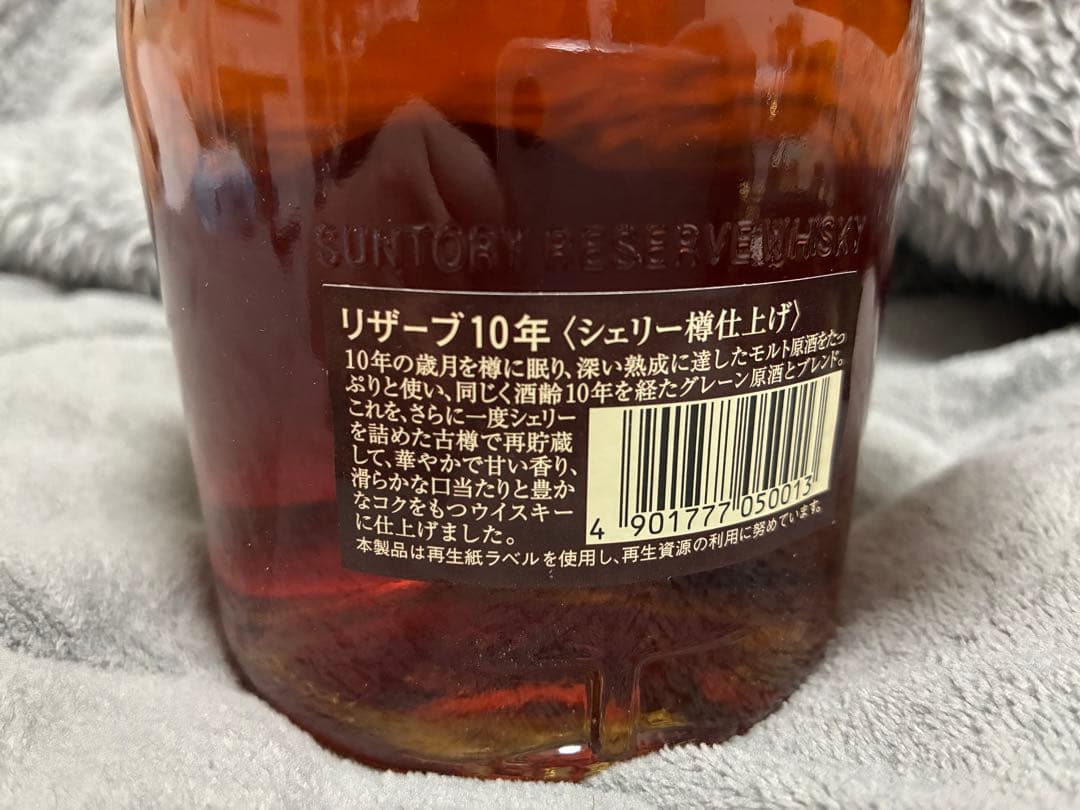 SUNTORY RESERVE WHISKY
リザーブ10年〈シェリー樽仕上げ〉
10年の歳月を樽に眠り、深い熟成に達したモルト原酒をたっ
ぷりと使い、同じく酒齢10年を経たグレーン原酒とブレンド。
これを、さらに一度シェリー
を詰めた古樽で再貯蔵
して、華やかで甘い香り、
滑らかな口当たりと豊か
なコクをもつウイスキー
に仕上げました。
4 901777 050013
本製品は再生紙ラベルを使用し、再生資源の利用に努めています。